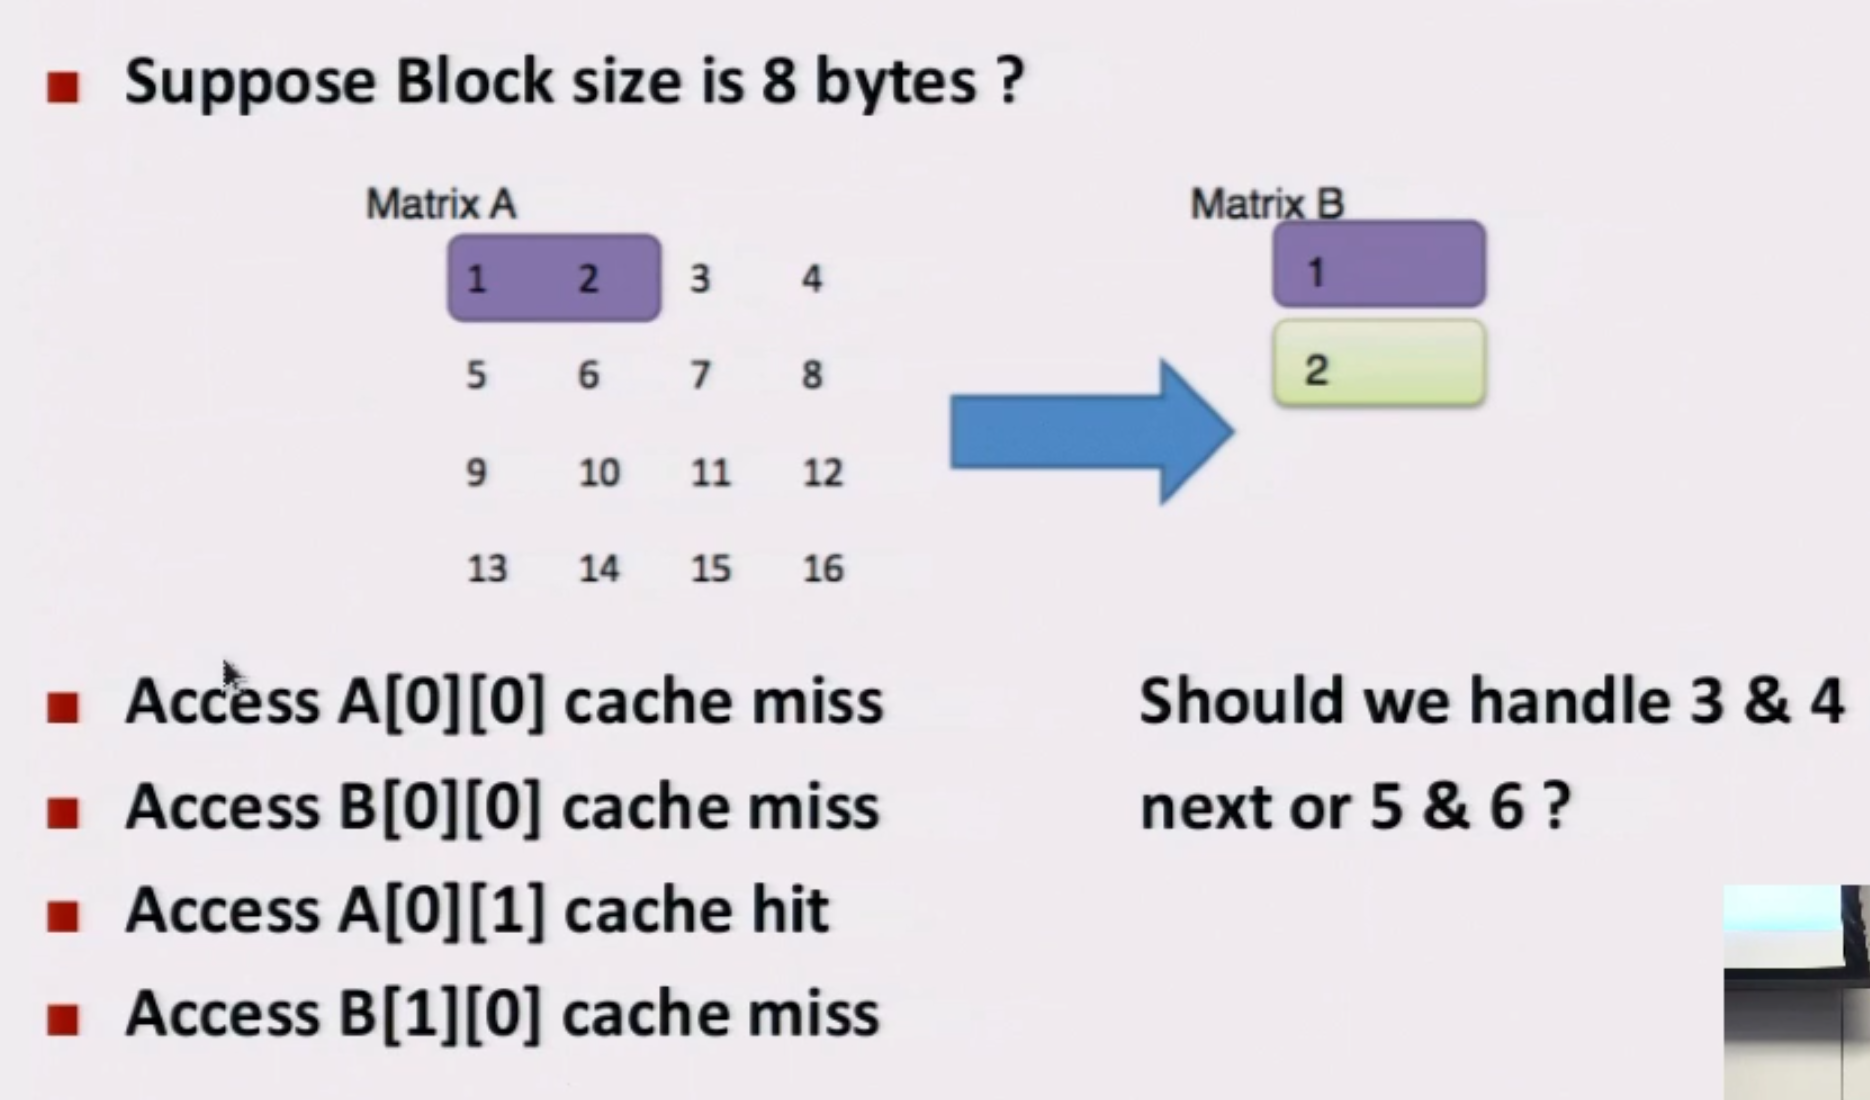 Suppose Block size is 8 bytes ?
Matrix A
1 2 3 4
5 6 7 8
9 10 11 12
13 14 15 16
Matrix B
1
2
Access A[0][0] cache miss
Access B[0][0] cache miss
Access A[0][1] cache hit
Access B[1][0] cache miss
Should we handle 3 & 4
next or 5 & 6 ?